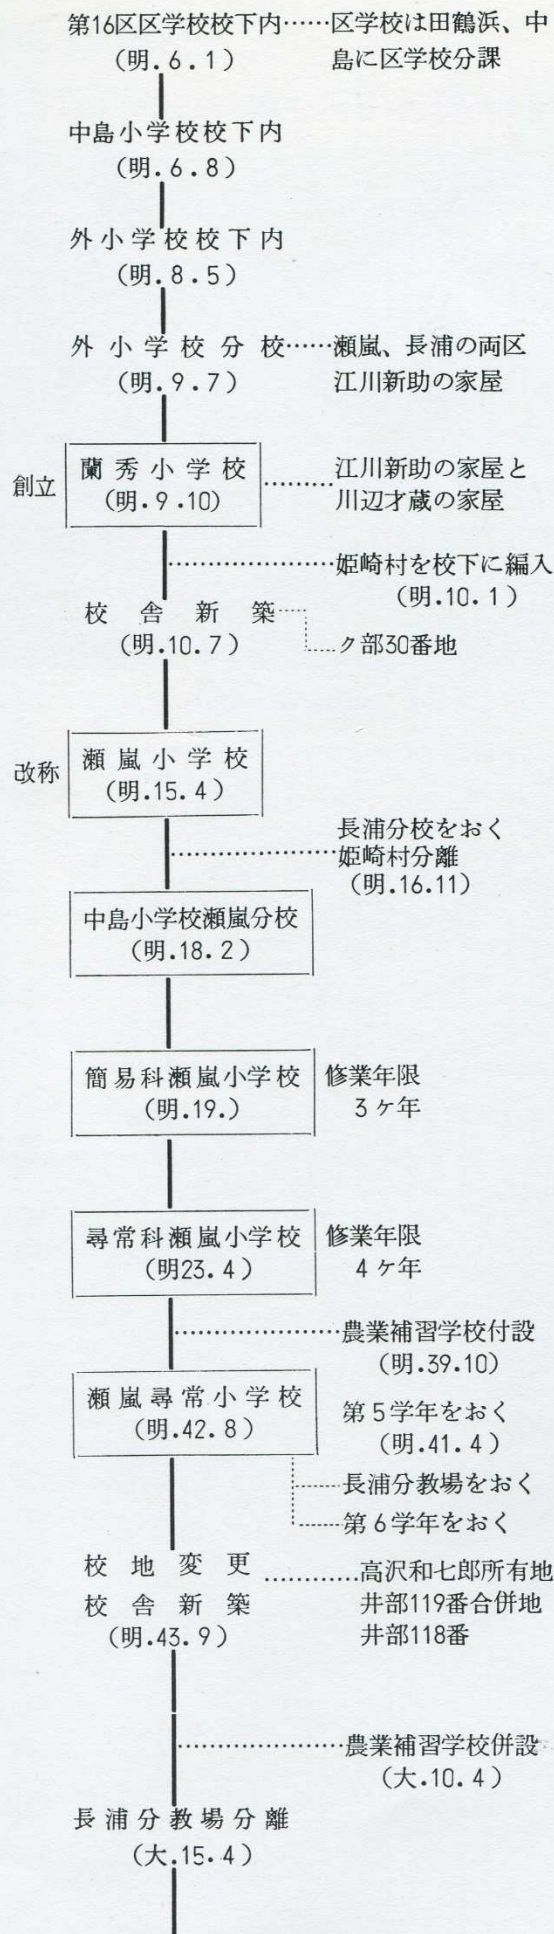 第16区区学校校下内……区学校は田鶴浜、中
(明.6.1) 島に区学校分課
中島小学校校下内
(明.6.8)
外小学校校下内
(明.8.5)
外小学校分校……瀬嵐、長浦の両区
(明.9.7) 江川新助の家屋
創立 蘭秀小学校 ………江川新助の家屋と
(明.9.10) 川辺才蔵の家屋
姫崎村を校下に編入
(明.10.1)
校舎新築
(明.10.7) ク部30番地
改称 瀬嵐小学校
(明.15.4)
長浦分校をおく
姫崎村分離
(明.16.11)
中島小学校瀬嵐分校
(明.18.2)
簡易科瀬嵐小学校 修業年限
(明.19.) 3ヶ年
尋常科瀬嵐小学校 修業年限
(明23.4) 4ヶ年
農業補習学校付設
(明.39.10)
瀬嵐尋常小学校 第5学年をおく
(明.42.8) (明.41.4)
長浦分教場をおく
第6学年をおく
校地変更 …………高沢和七郎所有地
校舎新築 井部119番合併地
(明.43.9) 井部118番
農業補習学校併設
(大.10.4)
長浦分教場分離
(大.15.4)